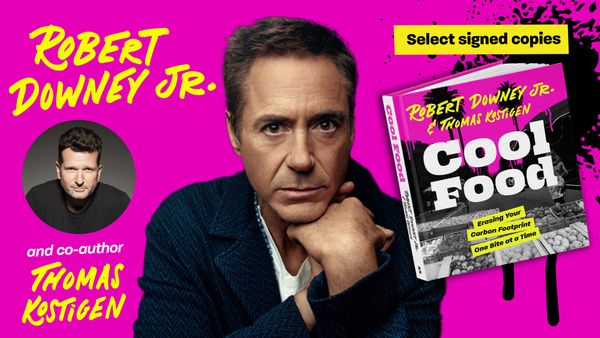 ROBERT
DOWNEY JR.
and co-author
THOMAS
KOSTIGEN
Select signed copies
ROBERT DOWNEY JR.
& THOMAS KOSTIGEN
Cool
Food
Erasing Your
Carbon Footprint
One Bite at a Time
Cool Food